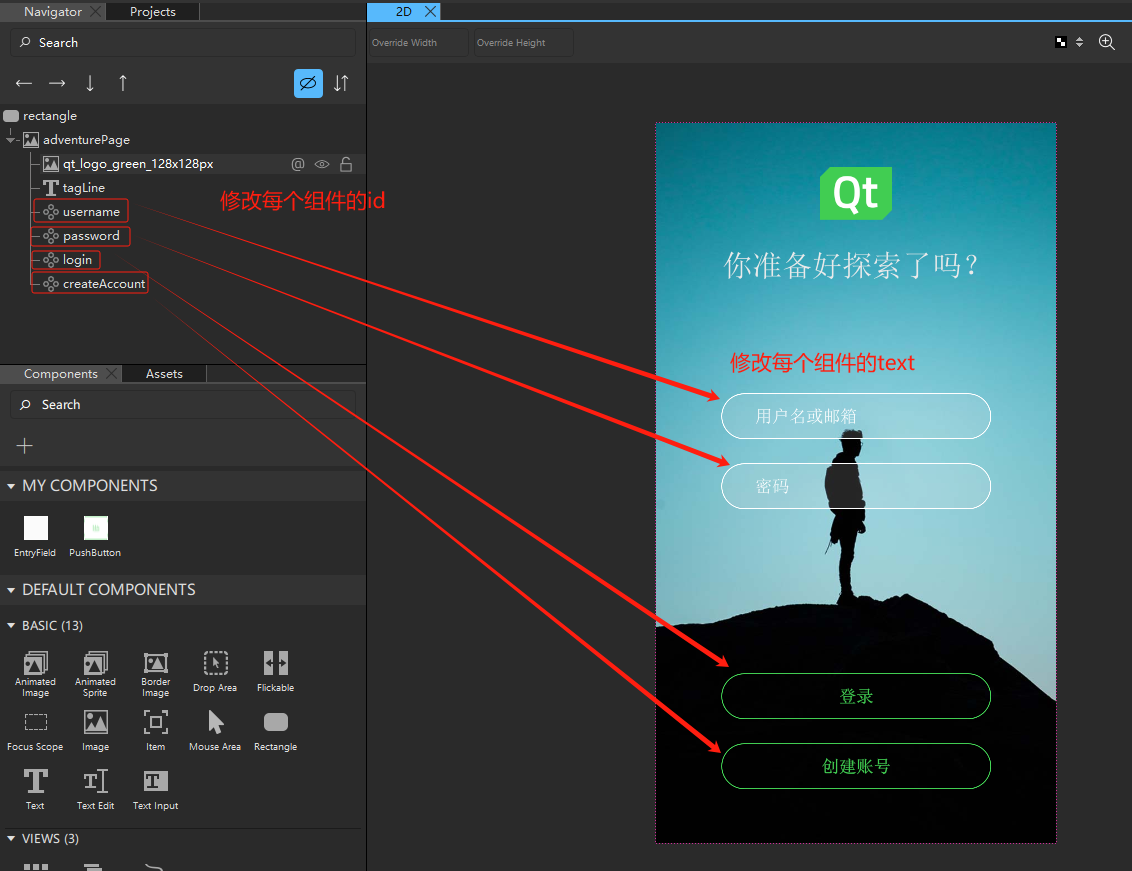 Navigator
Projects
2D
Search
Override Width
Override Height
rectangle
adventurePage
qt_logo_green_128x128px
@
tagLine
username
password
login
createAccount
修改每个组件的id
Qt
你准备好探索了吗?
修改每个组件的text
用户名或邮箱
密码
登录
创建账号
Components
Assets
Search
MY COMPONENTS
EntryField
PushButton
DEFAULT COMPONENTS
BASIC (13)
Animated
Image
Animated
Sprite
Border
Image
Drop Area
Flickable
Focus Scope
Image
Item
Mouse Area
Rectangle
Text
Text Edit
Text Input
VIEWS (3)